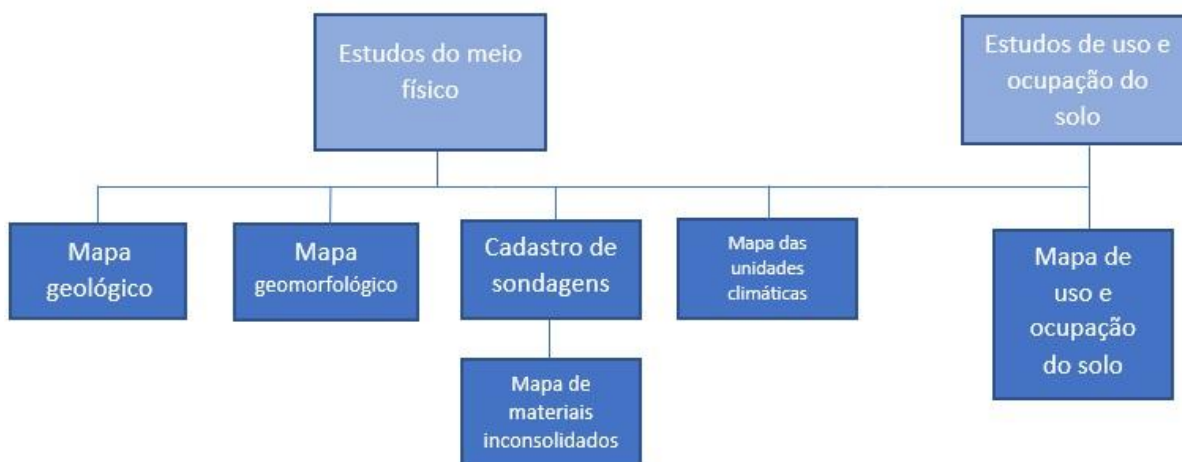 Estudos do meio
físico
Estudos de uso e
ocupação do
solo
Mapa
geológico
Mapa
geomorfológico
Cadastro de
sondagens
Mapa das
unidades
climáticas
Mapa de
uso e
ocupação
do solo
Mapa de
materiais
inconsolidados